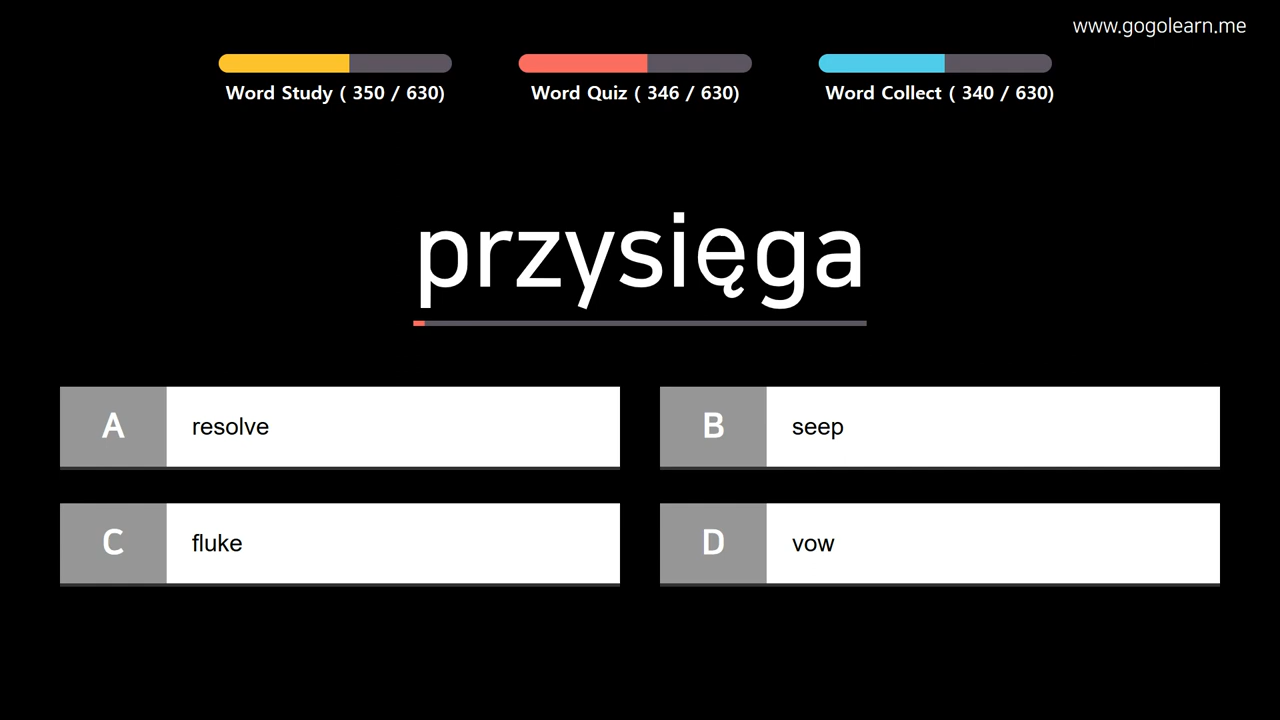 www.gogolearn.me
Word Study ( 350 / 630)
Word Quiz ( 346 / 630)
Word Collect ( 340 / 630)
przysięga
A resolve
B seep
C fluke
D vow